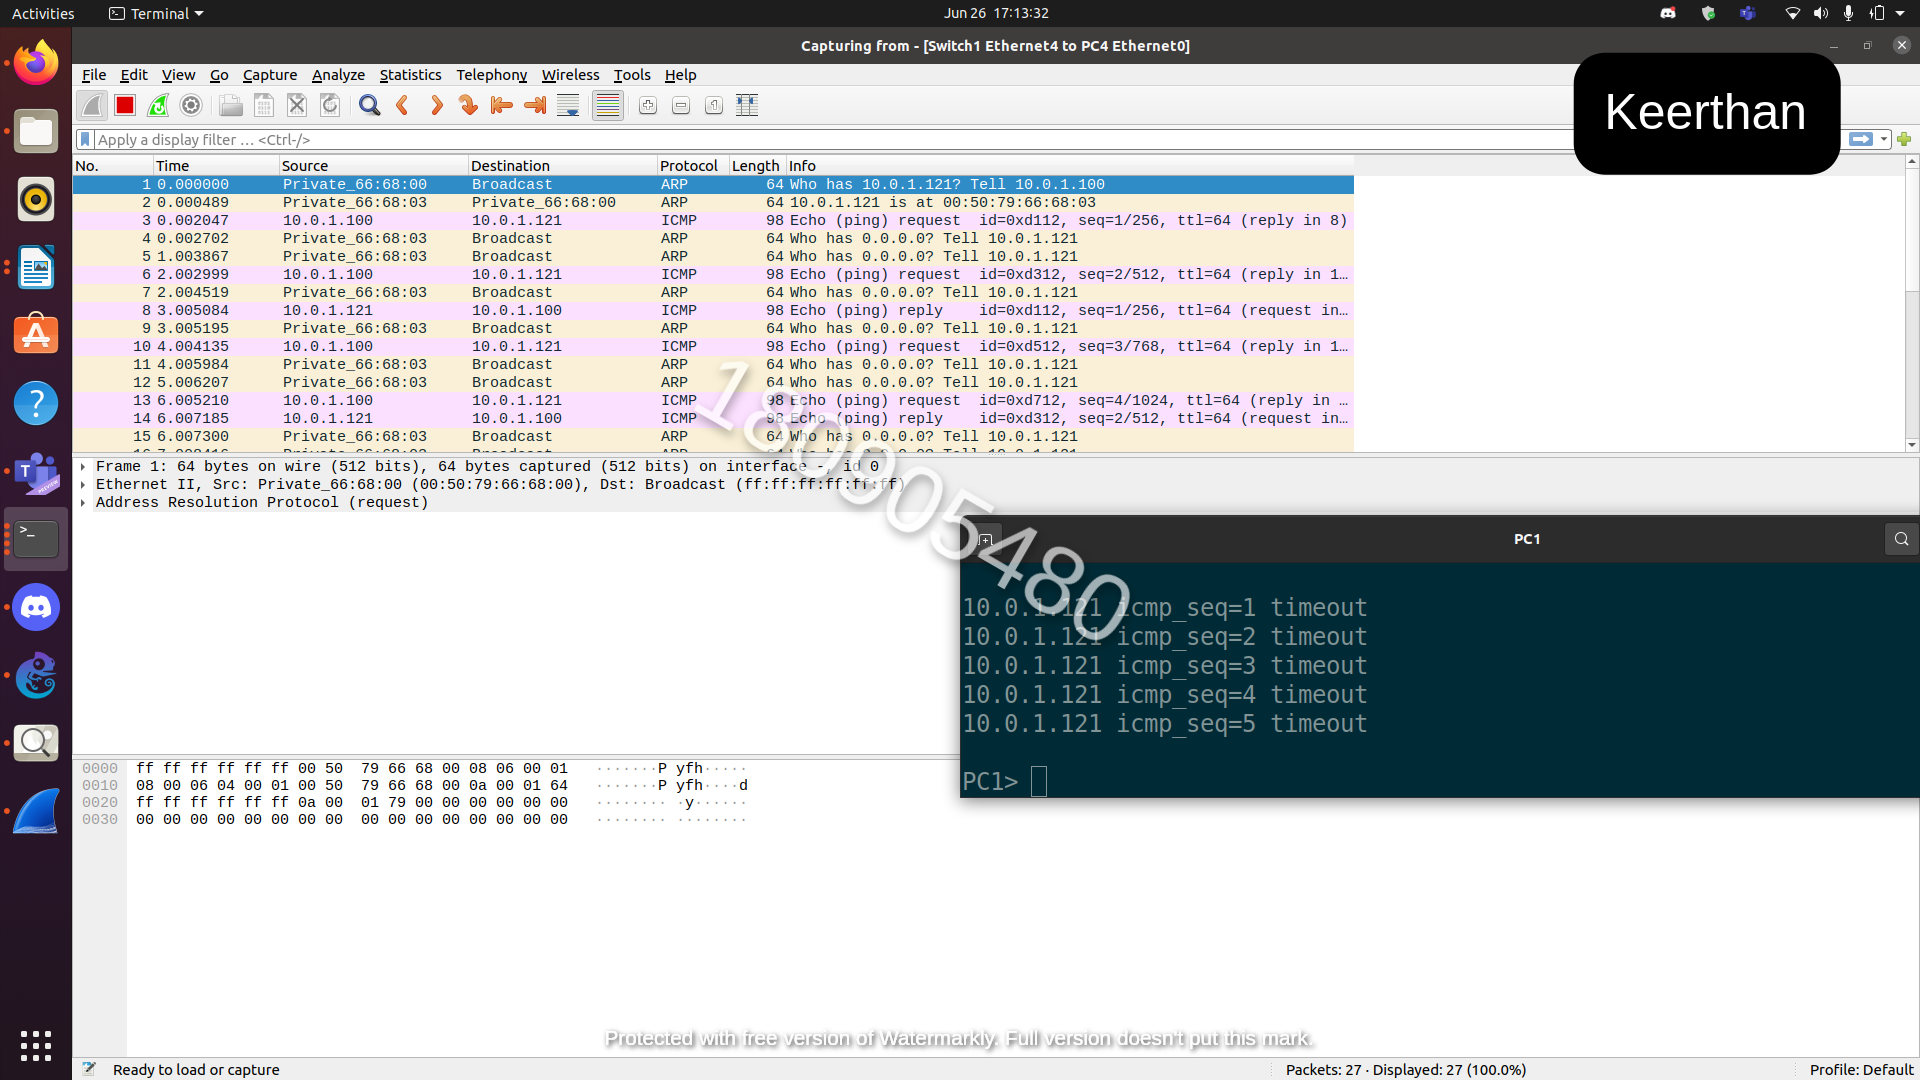 Activities Terminal Jun 26 17:13:32
Capturing from - [Switch1 Ethernet4 to PC4 Ethernet0]
File Edit View Go Capture Analyze Statistics Telephony Wireless Tools Help
Keerthan
Apply a display filter … <Ctrl-/>
No. Time Source Destination Protocol Length Info
1 0.000000 Private_66:68:00 Broadcast ARP 64 Who has 10.0.1.121? Tell 10.0.1.100
2 0.000489 Private_66:68:03 Private_66:68:00 ARP 64 10.0.1.121 is at 00:50:79:66:68:03
3 0.002047 10.0.1.100 10.0.1.121 ICMP 98 Echo (ping) request id=0xd112, seq=1/256, ttl=64 (reply in 8)
4 0.002702 Private_66:68:03 Broadcast ARP 64 Who has 0.0.0.0? Tell 10.0.1.121
5 1.003867 Private_66:68:03 Broadcast ARP 64 Who has 0.0.0.0? Tell 10.0.1.121
6 2.002999 10.0.1.100 10.0.1.121 ICMP 98 Echo (ping) request id=0xd312, seq=2/512, ttl=64 (reply in 1…
7 2.004519 Private_66:68:03 Broadcast ARP 64 Who has 0.0.0.0? Tell 10.0.1.121
8 3.005084 10.0.1.121 10.0.1.100 ICMP 98 Echo (ping) reply id=0xd112, seq=1/256, ttl=64 (request in…
9 3.005195 Private_66:68:03 Broadcast ARP 64 Who has 0.0.0.0? Tell 10.0.1.121
10 4.004135 10.0.1.100 10.0.1.121 ICMP 98 Echo (ping) request id=0xd512, seq=3/768, ttl=64 (reply in 1…
11 4.005984 Private_66:68:03 Broadcast ARP 64 Who has 0.0.0.0? Tell 10.0.1.121
12 5.006207 Private_66:68:03 Broadcast ARP 64 Who has 0.0.0.0? Tell 10.0.1.121
13 6.005210 10.0.1.100 10.0.1.121 ICMP 98 Echo (ping) request id=0xd712, seq=4/1024, ttl=64 (reply in …
14 6.007185 10.0.1.121 10.0.1.100 ICMP 98 Echo (ping) reply id=0xd312, seq=2/512, ttl=64 (request in…
15 6.007300 Private_66:68:03 Broadcast ARP 64 Who has 0.0.0.0? Tell 10.0.1.121
180905480
Frame 1: 64 bytes on wire (512 bits), 64 bytes captured (512 bits) on interface -, id 0
Ethernet II, Src: Private_66:68:00 (00:50:79:66:68:00), Dst: Broadcast (ff:ff:ff:ff:ff:ff)
Address Resolution Protocol (request)
PC1
10.0.1.121 icmp_seq=1 timeout
10.0.1.121 icmp_seq=2 timeout
10.0.1.121 icmp_seq=3 timeout
10.0.1.121 icmp_seq=4 timeout
10.0.1.121 icmp_seq=5 timeout
PC1>
0000 ff ff ff ff ff ff 00 50 79 66 68 00 08 06 00 01 ·······P yfh·····
0010 08 00 06 04 00 01 00 50 79 66 68 00 0a 00 01 64 ·······P yfh····d
0020 ff ff ff ff ff ff 0a 00 01 79 00 00 00 00 00 00 ········ ·y······
0030 00 00 00 00 00 00 00 00 00 00 00 00 00 00 00 00 ········ ········
Protected with free version of Watermarkly. Full version doesn't put this mark.
Ready to load or capture Packets: 27 · Displayed: 27 (100.0%) Profile: Default